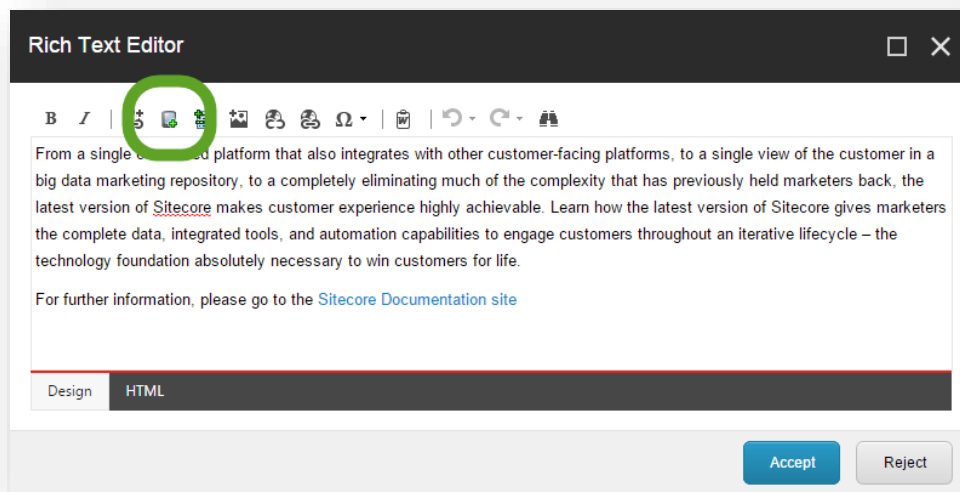 Rich Text Editor
B I Ω W
From a single platform that also integrates with other customer-facing platforms, to a single view of the customer in a
big data marketing repository, to a completely eliminating much of the complexity that has previously held marketers back, the
latest version of Sitecore makes customer experience highly achievable. Learn how the latest version of Sitecore gives marketers
the complete data, integrated tools, and automation capabilities to engage customers throughout an iterative lifecycle – the
technology foundation absolutely necessary to win customers for life.
For further information, please go to the Sitecore Documentation site
Design HTML
Accept Reject